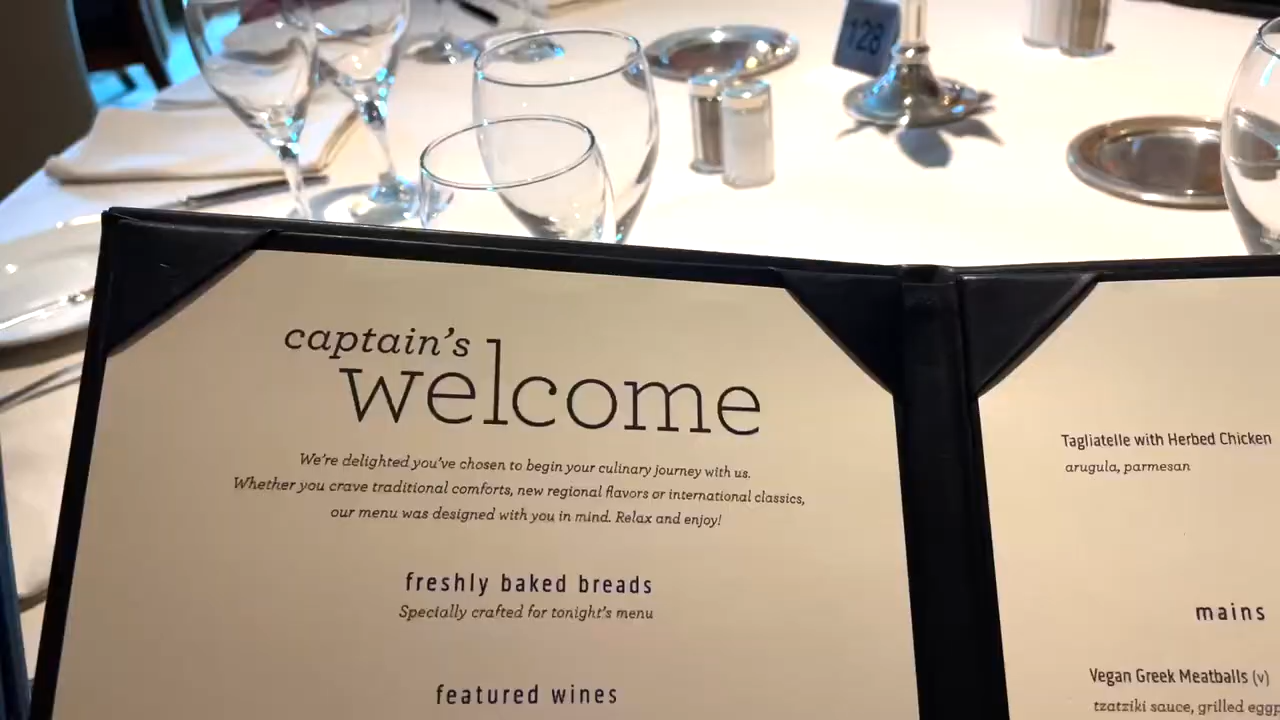 128
captain's
welcome
We're delighted you've chosen to begin your culinary journey with us.
Whether you crave traditional comforts, new regional flavors or international classics,
our menu was designed with you in mind. Relax and enjoy!
freshly baked breads
Specially crafted for tonight's menu
featured wines
Tagliatelle with Herbed Chicken
arugula, parmesan
mains
Vegan Greek Meatballs (v)
tzatziki sauce, grilled